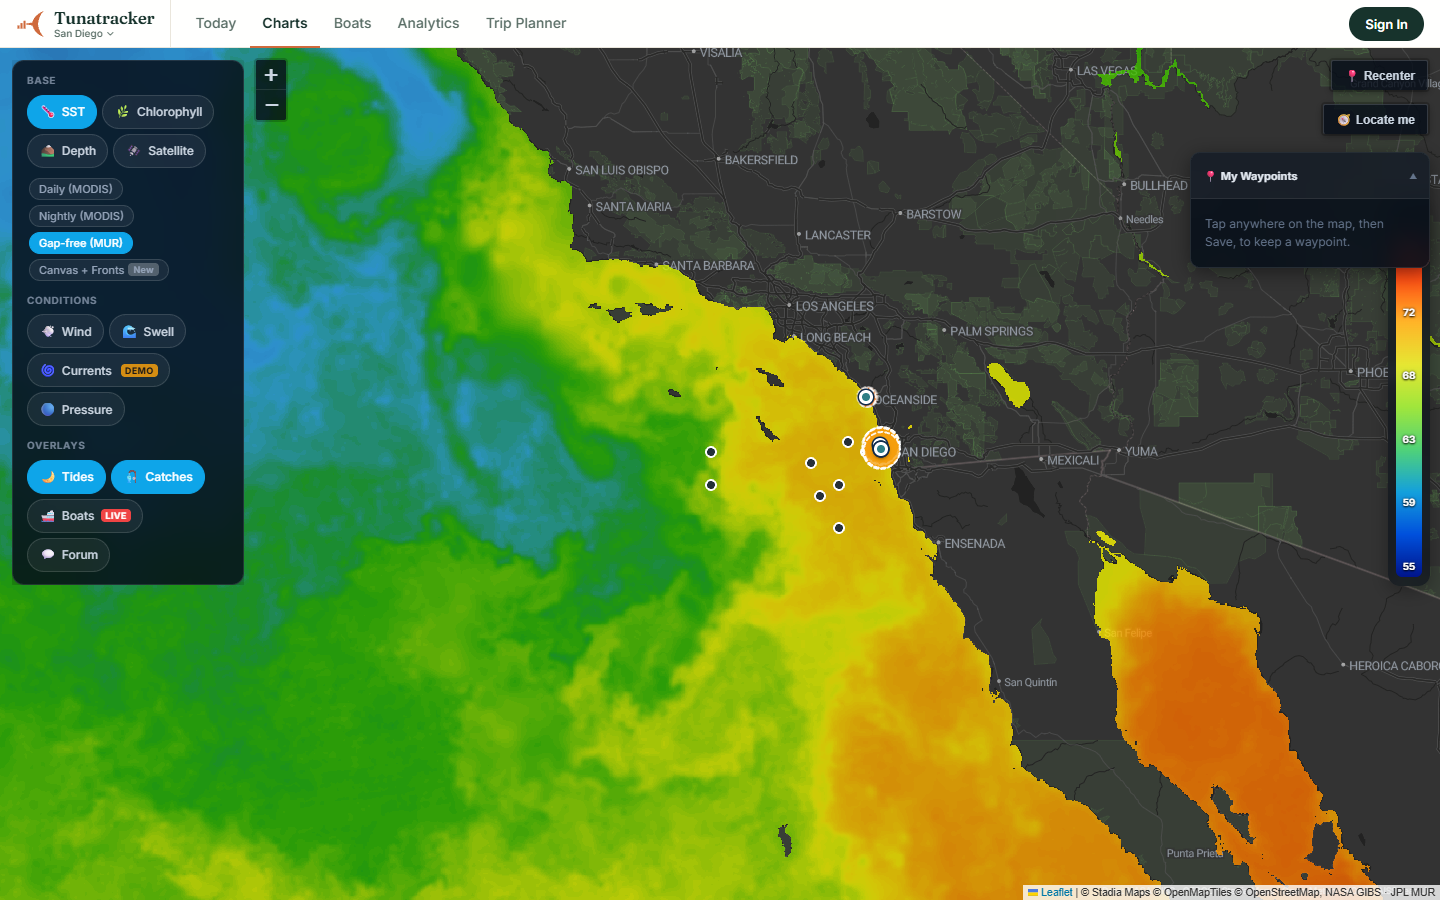 Tunatracker
San Diego
Today
Charts
Boats
Analytics
Trip Planner
Sign In
BASE
SST
Chlorophyll
Depth
Satellite
Daily (MODIS)
Nightly (MODIS)
Gap-free (MUR)
Canvas + Fronts New
CONDITIONS
Wind
Swell
Currents DEMO
Pressure
OVERLAYS
Tides
Catches
Boats LIVE
Forum
+
−
Recenter
Locate me
My Waypoints
Tap anywhere on the map, then
Save, to keep a waypoint.
72
68
63
59
55
VISALIA
LAS VEGAS
BAKERSFIELD
SAN LUIS OBISPO
SANTA MARIA
BULLHEAD
BARSTOW
Needles
LANCASTER
SANTA BARBARA
LOS ANGELES
LONG BEACH
PALM SPRINGS
PHOE
OCEANSIDE
AN DIEGO
MEXICALI
YUMA
ENSENADA
San Felipe
HEROICA CABOR
San Quintín
Punta Prieta
Leaflet | © Stadia Maps © OpenMapTiles © OpenStreetMap, NASA GIBS · JPL MUR